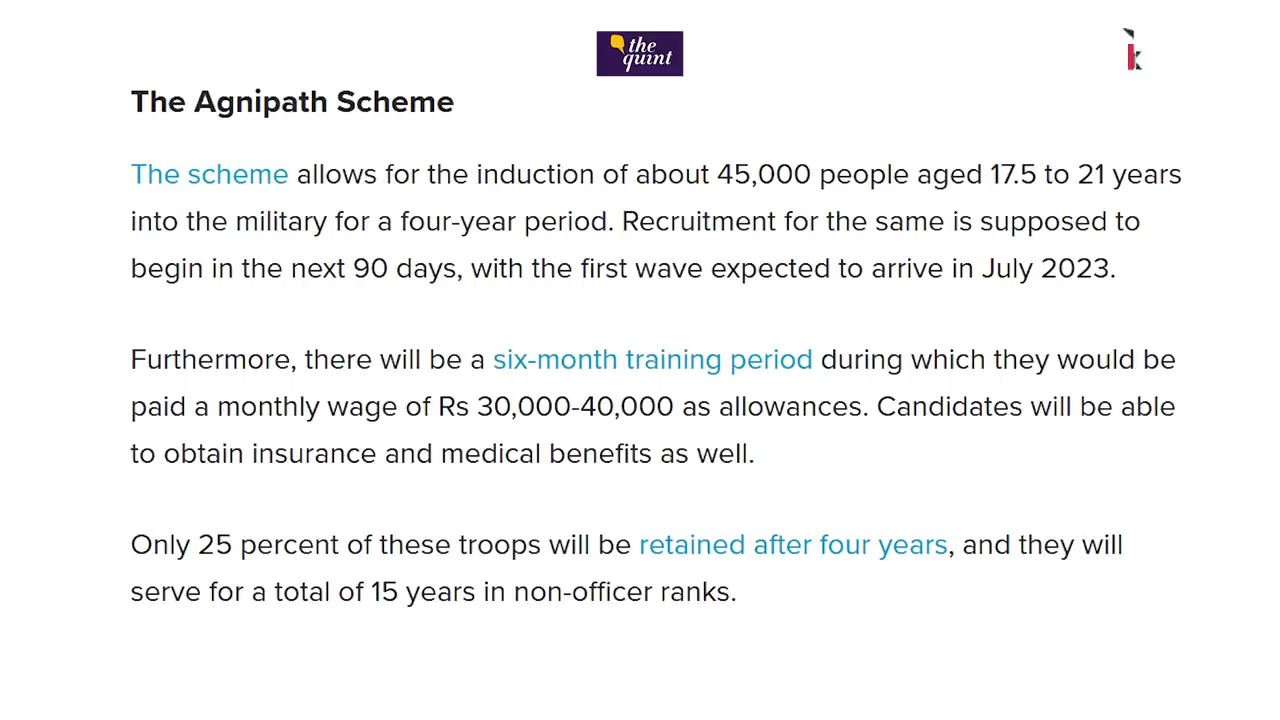 the
quint
The Agnipath Scheme
The scheme allows for the induction of about 45,000 people aged 17.5 to 21 years
into the military for a four-year period. Recruitment for the same is supposed to
begin in the next 90 days, with the first wave expected to arrive in July 2023.
Furthermore, there will be a six-month training period during which they would be
paid a monthly wage of Rs 30,000-40,000 as allowances. Candidates will be able
to obtain insurance and medical benefits as well.
Only 25 percent of these troops will be retained after four years, and they will
serve for a total of 15 years in non-officer ranks.